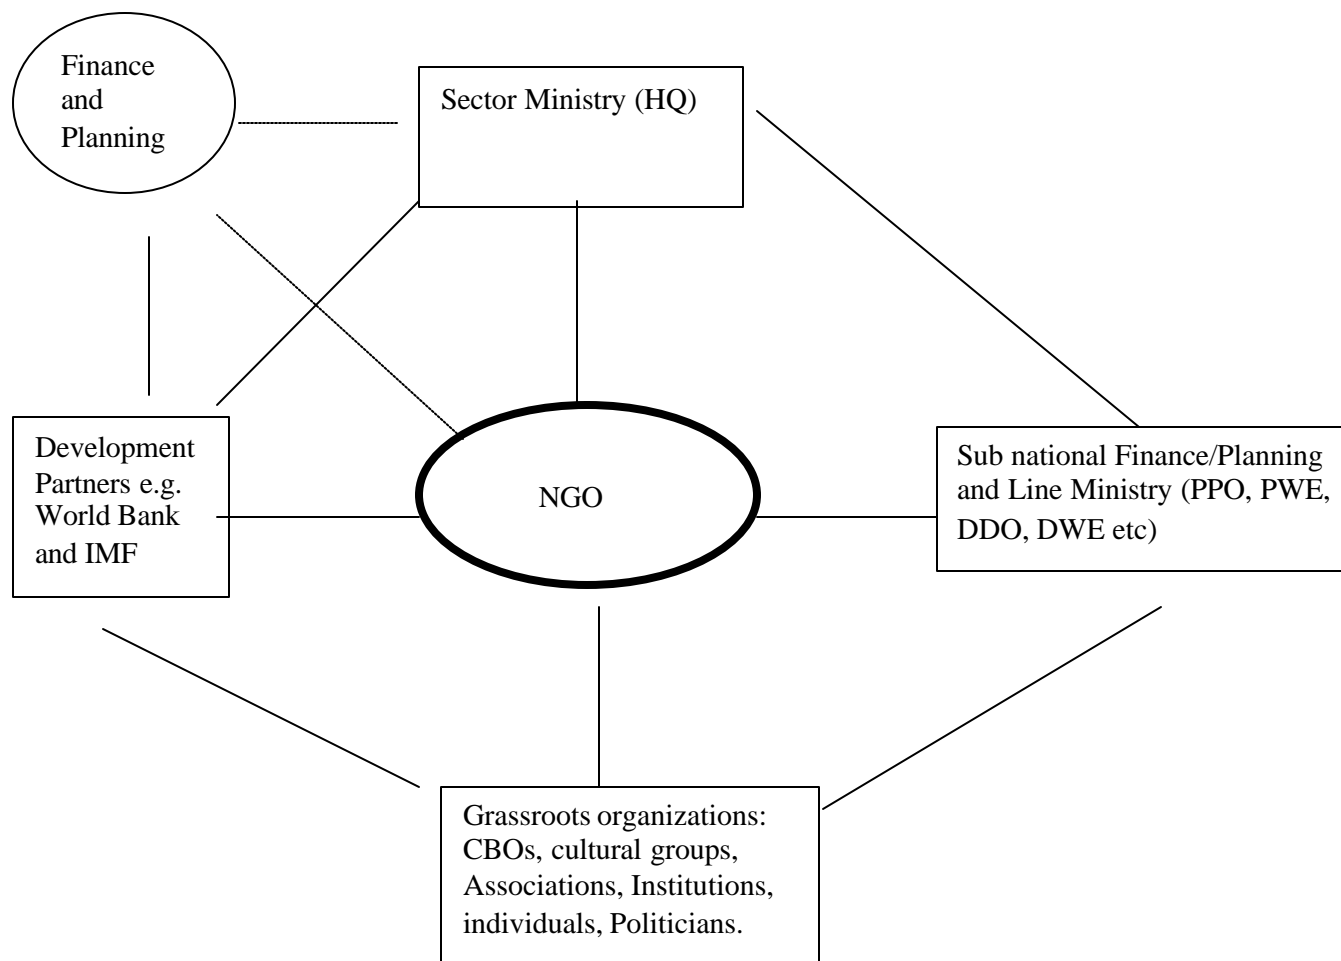 Finance
and
Planning
Sector Ministry (HQ)
Development
Partners e.g.
World Bank
and IMF
NGO
Sub national Finance/Planning
and Line Ministry (PPO, PWE,
DDO, DWE etc)
Grassroots organizations:
CBOs, cultural groups,
Associations, Institutions,
individuals, Politicians.